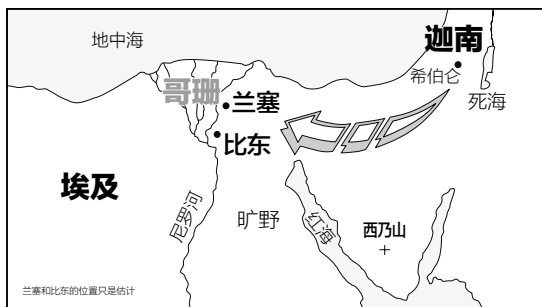 地中海
迦南
希伯仑
死海
哥珊
兰塞
比东
埃及
尼罗河
旷野
红海
西乃山
兰塞和比东的位置只是估计